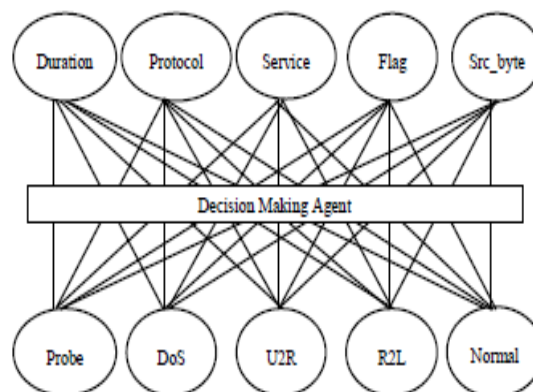 Duration Protocol Service Flag Src_byte
Decision Making Agent
Probe DoS U2R R2L Normal